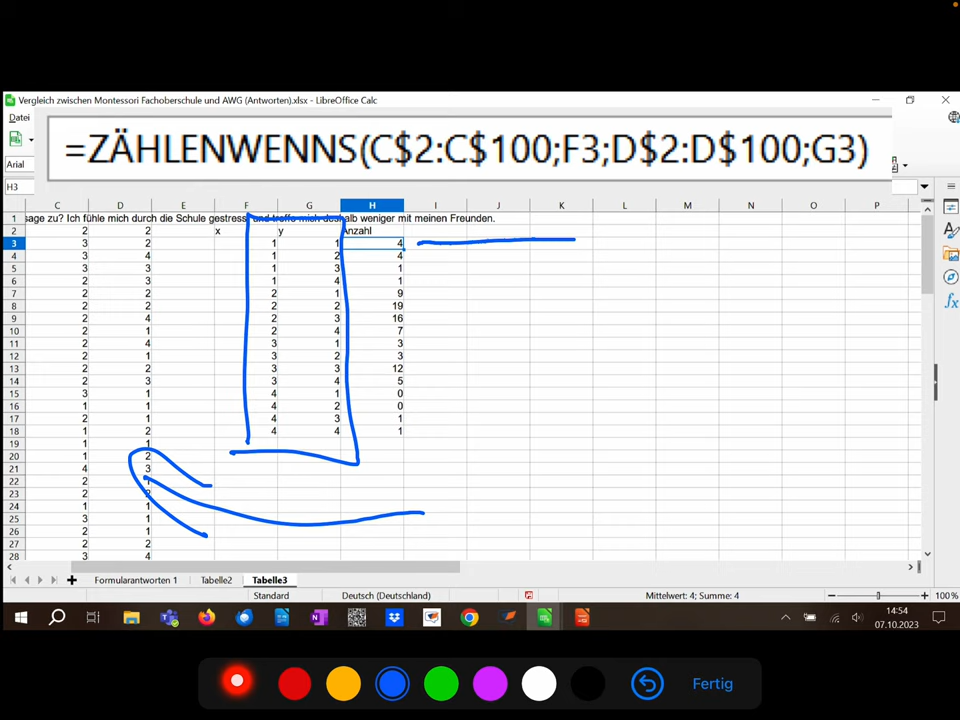 Vergleich zwischen Montessori Fachoberschule und AWG (Antworten).xlsx - LibreOffice Calc
Datei
=ZÄHLENWENNS(C$2:C$100;F3;D$2:D$100;G3)
Arial
H3
C D E F G H I J K L M N O P
1 sage zu? Ich fühle mich durch die Schule gestresst und treffe mich deshalb weniger mit meinen Freunden.
2 2 2 x y Anzahl
3 3 2 1 1 4
4 3 4 1 2 4
5 3 3 1 3 1
6 2 3 1 4 1
7 2 2 2 1 9
8 2 2 2 2 19
9 2 4 2 3 16
10 2 1 2 4 7
11 2 4 3 1 3
12 2 1 3 2 3
13 2 2 3 3 12
14 2 3 3 4 5
15 3 1 4 1 0
16 1 1 4 2 0
17 2 1 4 3 1
18 1 2 4 4 1
19 1 1
20 1 2
21 4 3
22 2 1
23 2 2
24 1 1
25 3 1
26 2 1
27 2 2
28 3 4
Formularantworten 1 Tabelle2 Tabelle3
Standard Deutsch (Deutschland) Mittelwert: 4; Summe: 4 100%
14:54
07.10.2023
Fertig